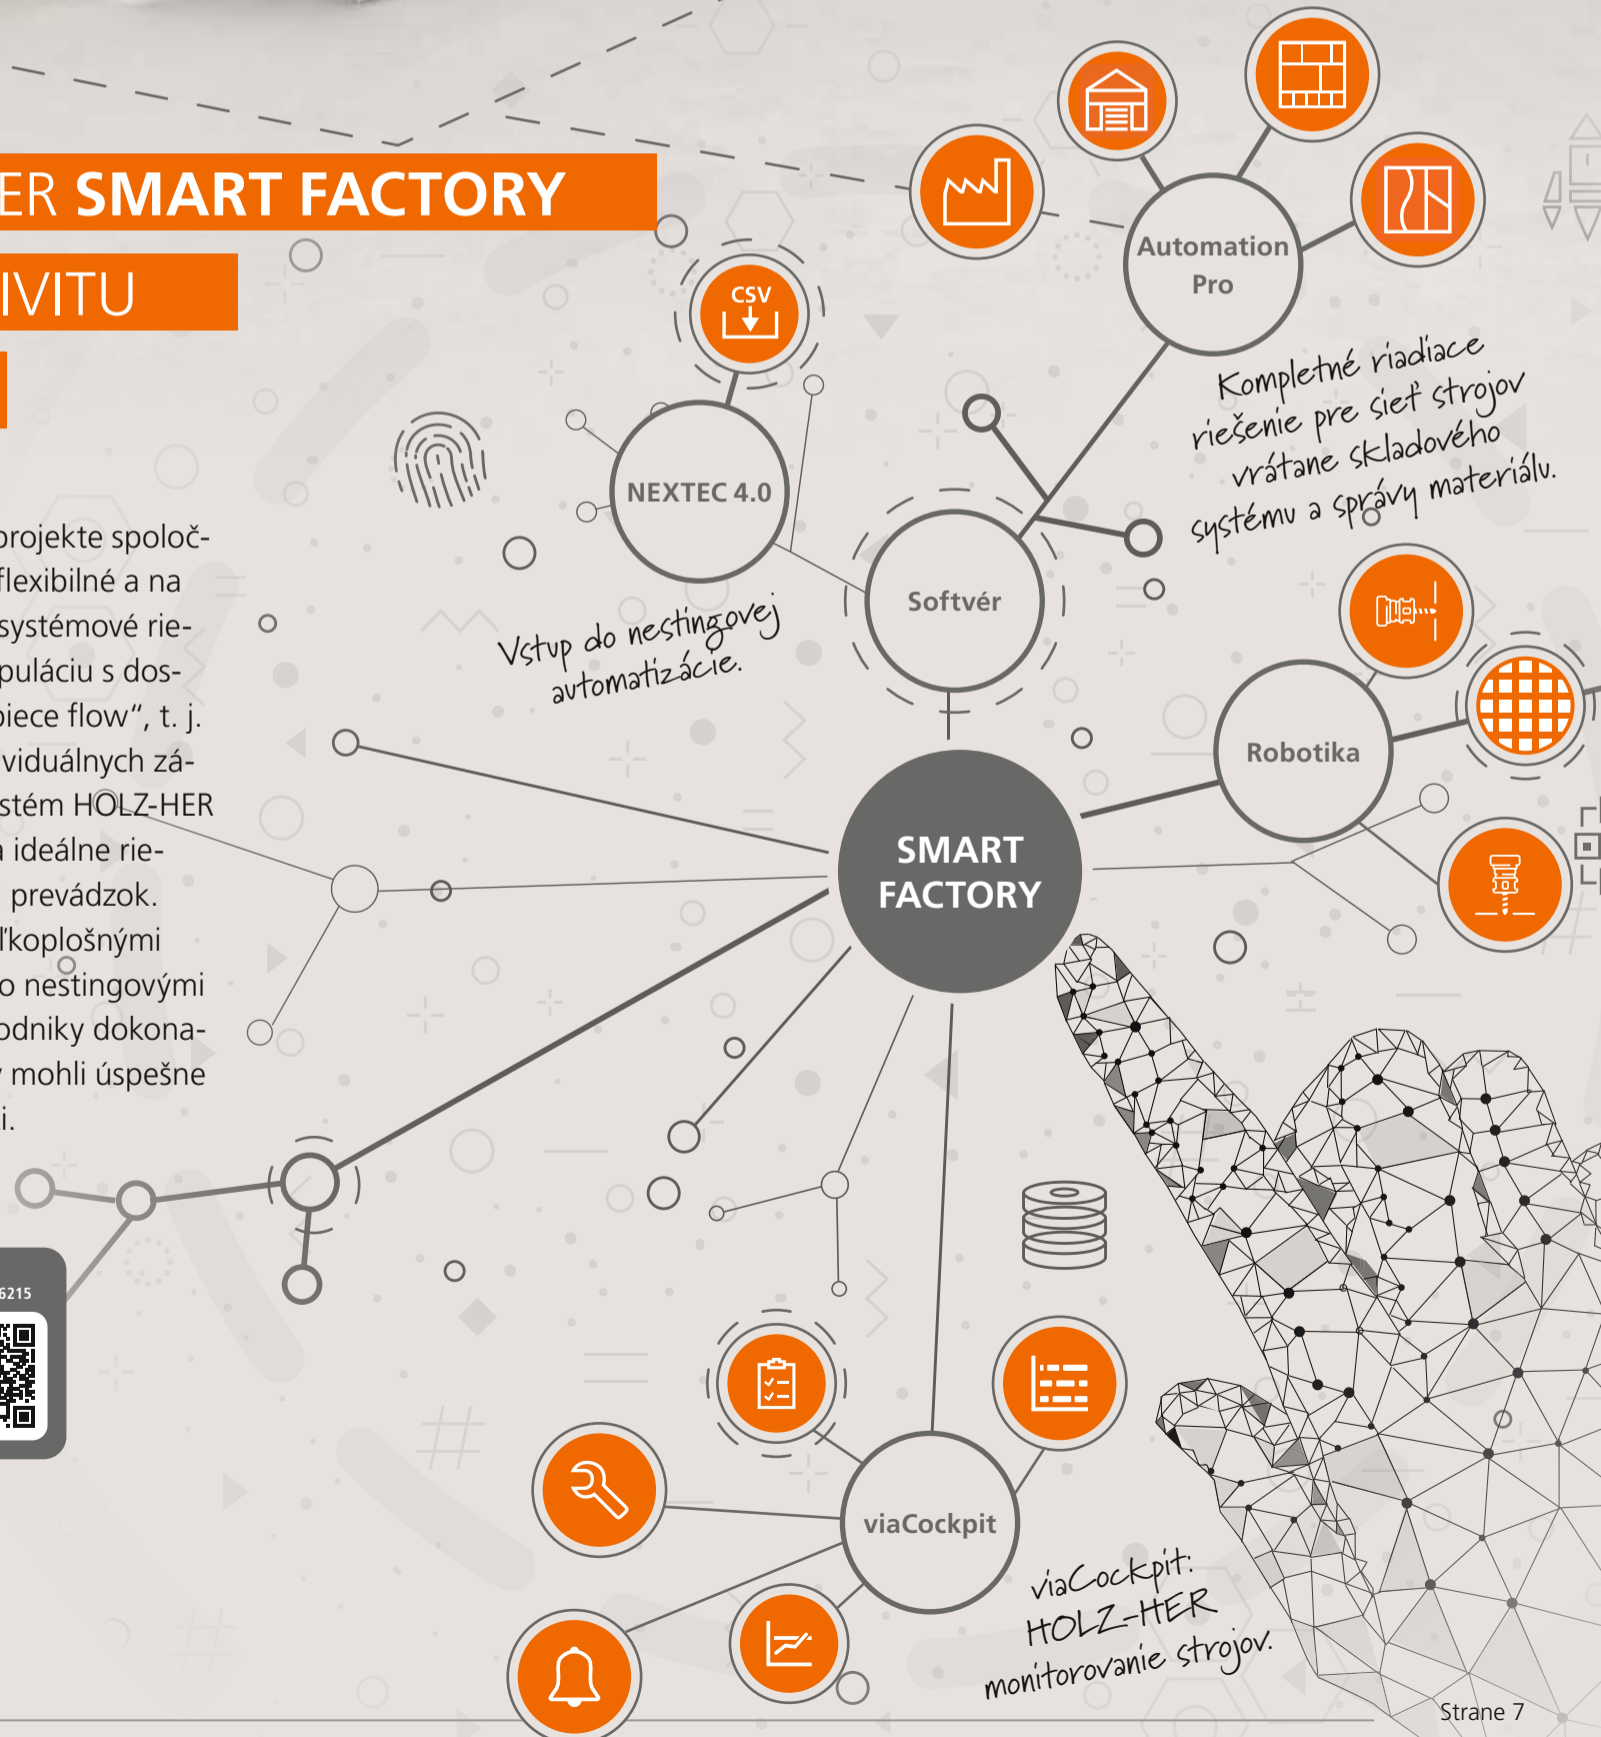 ER SMART FACTORY
IVITU
projekte spoloč-
flexibilné a na
systémové rie-
puláciu s dos-
piece flow“, t. j.
viduálnych zá-
stém HOLZ-HER
a ideálne rie-
prevádzok.
ľkoplošnými
o nestingovými
odniky dokona-
mohli úspešne
i.
6215
CSV
NEXTEC 4.0
Vstup do nestingovej
automatizácie.
Automation
Pro
Kompletné riadiace
riešenie pre sieť strojov
vrátane skladového
systému a správy materiálu.
Softvér
Robotika
SMART
FACTORY
viaCockpit
viaCockpit:
HOLZ-HER
monitorovanie strojov.
Strane 7